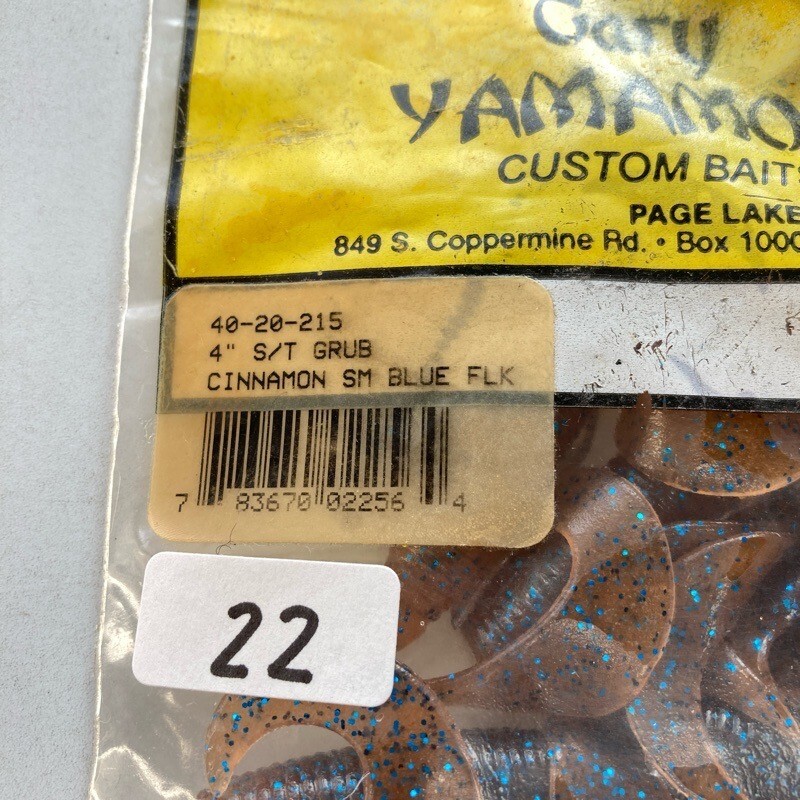 Gary
YAMAMO
CUSTOM BAITS
PAGE LAKE
849 S. Coppermine Rd. • Box 1000
40-20-215
4" S/T GRUB
CINNAMON SM BLUE FLK
7 83670 02256 4
22